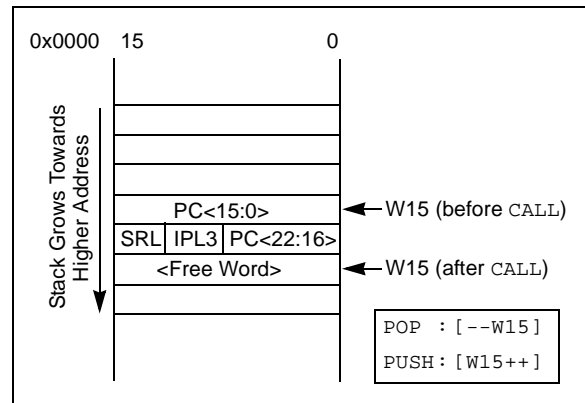 0x0000 15 0
Stack Grows Towards
Higher Address
PC<15:0>
W15 (before CALL)
SRL IPL3 PC<22:16>
<Free Word>
W15 (after CALL)
POP : [--W15]
PUSH: [W15++]